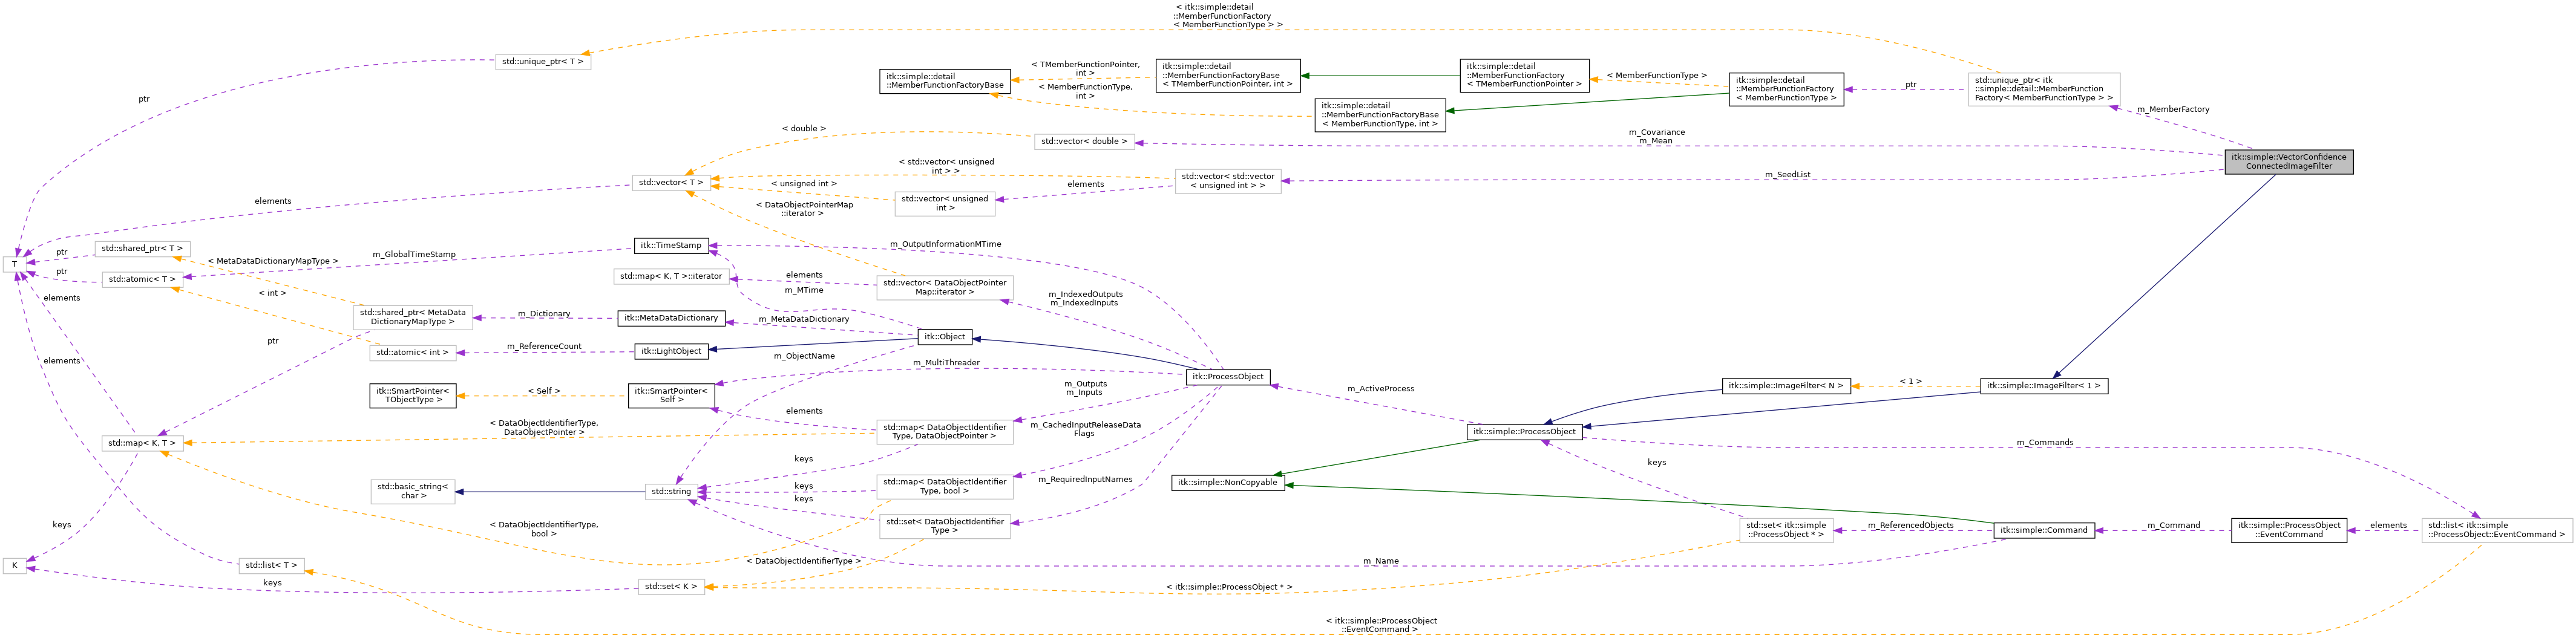 < itk::simple::detail
::MemberFunctionFactory
< MemberFunctionType > >
std::unique_ptr< T >
ptr
itk::simple::detail
::MemberFunctionFactoryBase
< TMemberFunctionPointer,
int >
< MemberFunctionType,
int >
itk::simple::detail
::MemberFunctionFactoryBase
< TMemberFunctionPointer, int >
itk::simple::detail
::MemberFunctionFactoryBase
< MemberFunctionType, int >
itk::simple::detail
::MemberFunctionFactory
< TMemberFunctionPointer >
< MemberFunctionType >
itk::simple::detail
::MemberFunctionFactory
< MemberFunctionType >
ptr
std::unique_ptr< itk
::simple::detail::MemberFunction
Factory< MemberFunctionType > >
m_MemberFactory
itk::simple::VectorConfidence
ConnectedImageFilter
< double >
std::vector< double >
m_Covariance
m_Mean
std::vector< T >
elements
< std::vector< unsigned
int > >
< unsigned int >
std::vector< unsigned
int >
elements
std::vector< std::vector
< unsigned int > >
m_SeedList
< DataObjectPointerMap
::iterator >
T
std::shared_ptr< T >
ptr
std::atomic< T >
ptr
< MetaDataDictionaryMapType >
m_GlobalTimeStamp
< int >
itk::TimeStamp
m_OutputInformationMTime
std::map< K, T >::iterator
elements
m_MTime
std::vector< DataObjectPointer
Map::iterator >
m_IndexedOutputs
m_IndexedInputs
elements
std::shared_ptr< MetaData
DictionaryMapType >
m_Dictionary
itk::MetaDataDictionary
m_MetaDataDictionary
ptr
std::atomic< int >
m_ReferenceCount
itk::LightObject
itk::Object
m_ObjectName
m_MultiThreader
elements
itk::SmartPointer<
TObjectType >
< Self >
itk::SmartPointer<
Self >
elements
m_Outputs
m_Inputs
itk::ProcessObject
m_ActiveProcess
itk::simple::ImageFilter< N >
< 1 >
itk::simple::ImageFilter< 1 >
std::map< K, T >
< DataObjectIdentifierType,
DataObjectPointer >
std::map< DataObjectIdentifier
Type, DataObjectPointer >
m_CachedInputReleaseData
Flags
itk::simple::ProcessObject
m_Commands
keys
std::basic_string<
char >
std::string
keys
keys
std::map< DataObjectIdentifier
Type, bool >
m_RequiredInputNames
itk::simple::NonCopyable
keys
keys
< DataObjectIdentifierType,
bool >
std::set< DataObjectIdentifier
Type >
std::set< itk::simple
::ProcessObject * >
m_ReferencedObjects
itk::simple::Command
m_Command
itk::simple::ProcessObject
::EventCommand
elements
std::list< itk::simple
::ProcessObject::EventCommand >
K
std::list< T >
keys
< DataObjectIdentifierType >
m_Name
std::set< K >
< itk::simple::ProcessObject * >
< itk::simple::ProcessObject
::EventCommand >